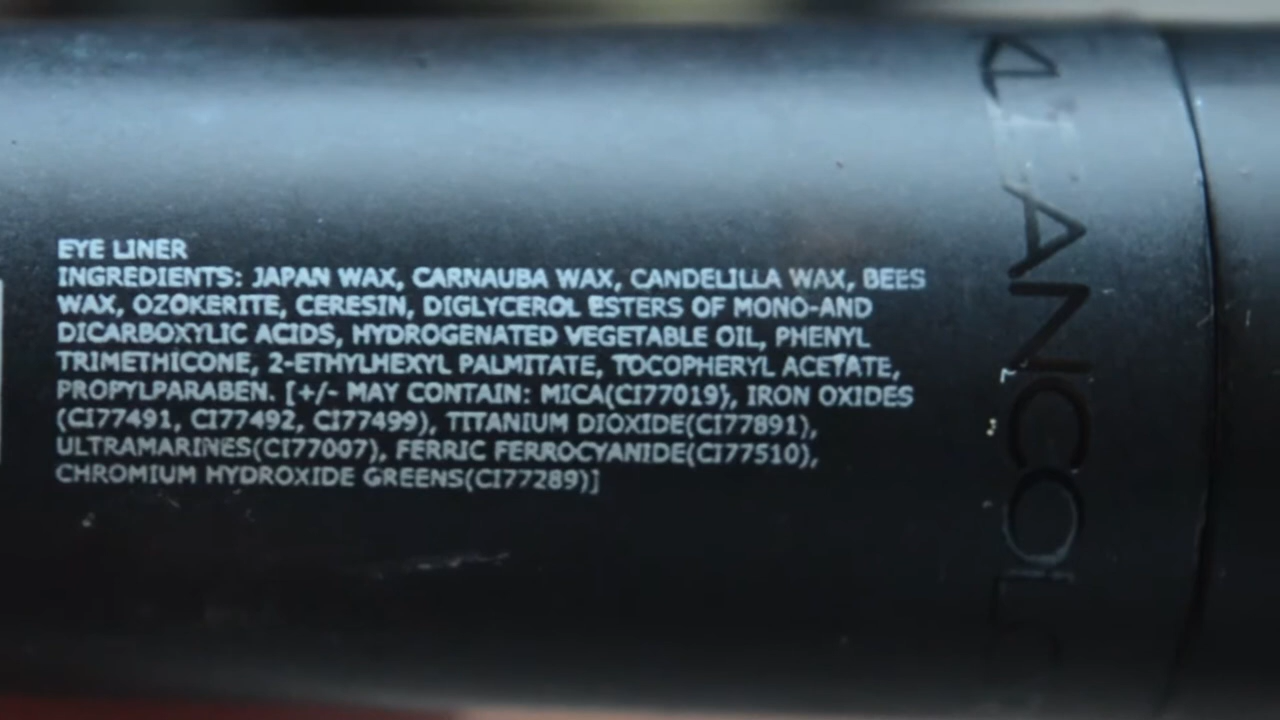 EYE LINER
INGREDIENTS: JAPAN WAX, CARNAUBA WAX, CANDELILLA WAX, BEES
WAX, OZOKERITE, CERESIN, DIGLYCEROL ESTERS OF MONO-AND
DICARBOXYLIC ACIDS, HYDROGENATED VEGETABLE OIL, PHENYL
TRIMETHICONE, 2-ETHYLHEXYL PALMITATE, TOCOPHERYL ACETATE,
PROPYLPARABEN. [+/- MAY CONTAIN: MICA(CI77019), IRON OXIDES
(CI77491, CI77492, CI77499), TITANIUM DIOXIDE(CI77891),
ULTRAMARINES(CI77007), FERRIC FERROCYANIDE(CI77510),
CHROMIUM HYDROXIDE GREENS(CI77289)]